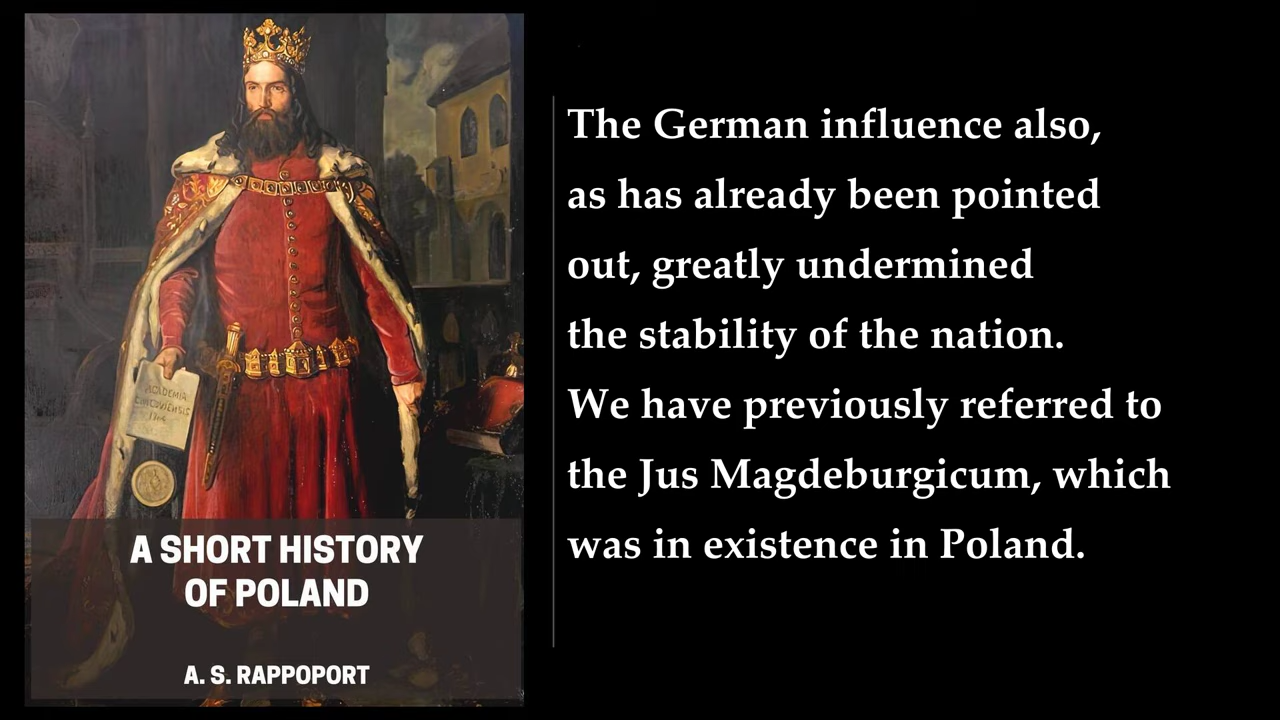 ACADEMIA
A SHORT HISTORY
OF POLAND
A. S. RAPPOPORT
The German influence also,
as has already been pointed
out, greatly undermined
the stability of the nation.
We have previously referred to
the Jus Magdeburgicum, which
was in existence in Poland.